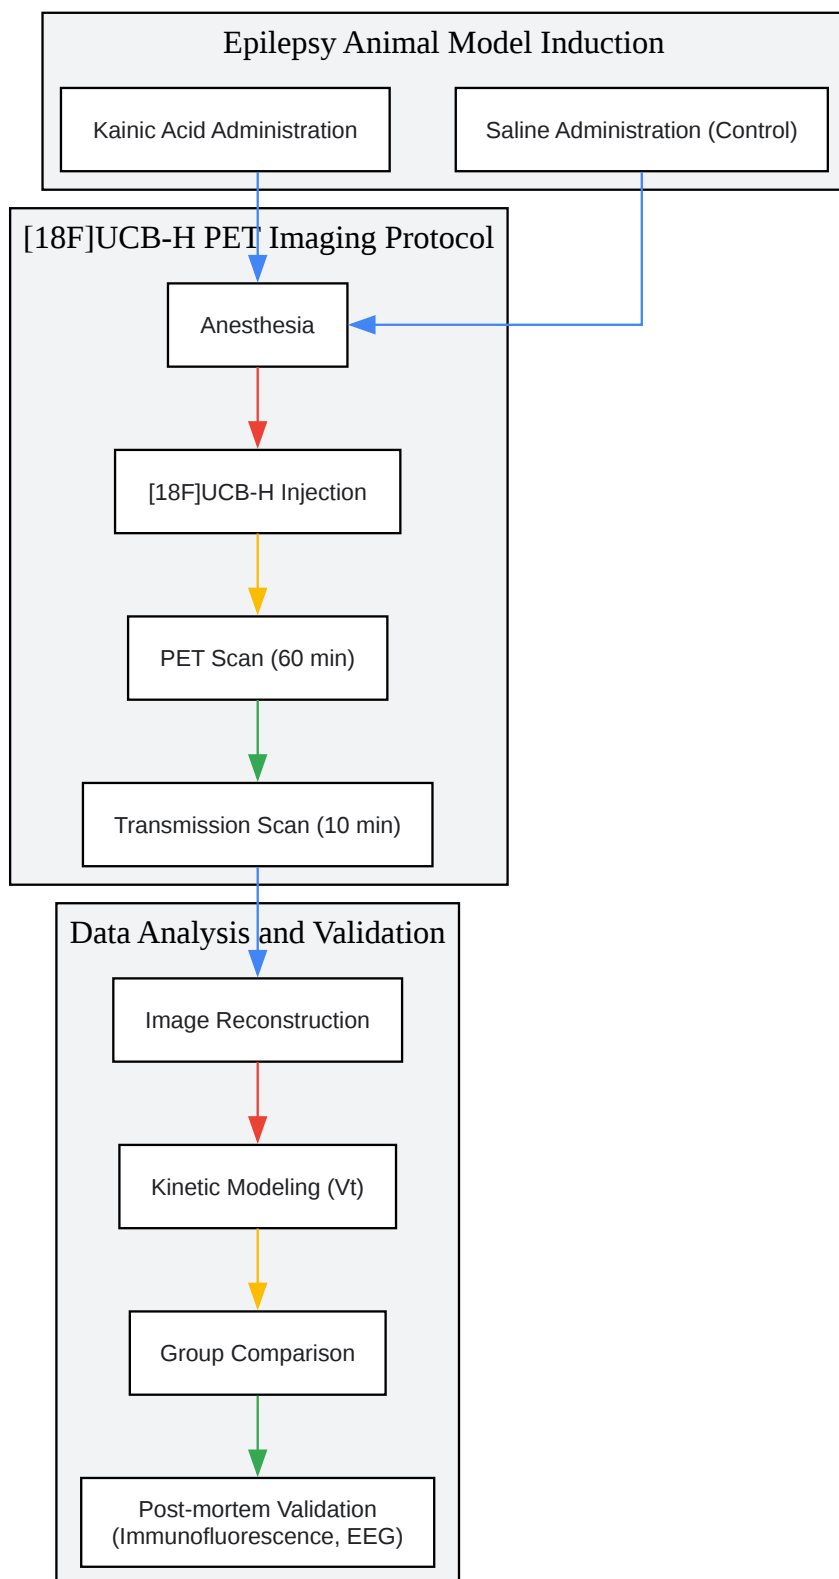 Epilepsy Animal Model Induction
Kainic Acid Administration
Saline Administration (Control)
[18F]UCB-H PET Imaging Protocol
Anesthesia
[18F]UCB-H Injection
PET Scan (60 min)
Transmission Scan (10 min)
Data Analysis and Validation
Image Reconstruction
Kinetic Modeling (Vt)
Group Comparison
Post-mortem Validation
(Immunofluorescence, EEG)